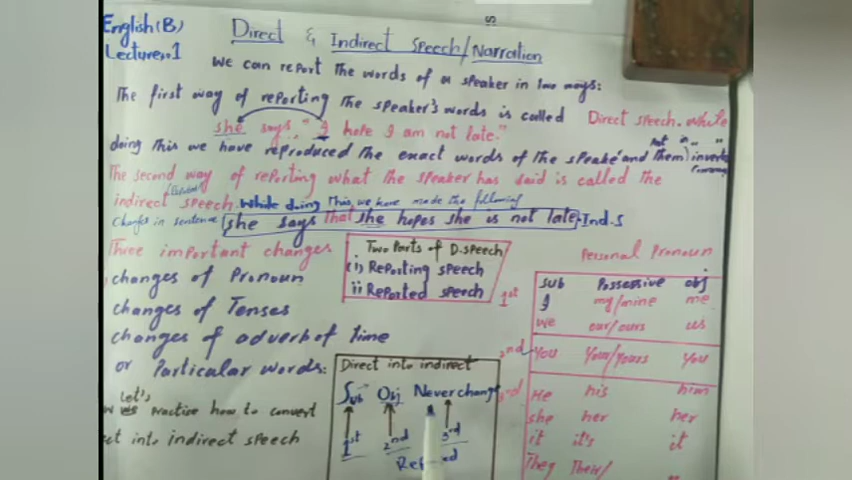 English(B)
Lecture,1
Direct & Indirect Speech/Narration
We can report the words of a speaker in two ways:
The first way of reporting The speaker's words is called Direct speech. while
she says, "I hope I am not late."
doing this we have reproduced the exact words of the speaker and put them in " " inverted
The second way of reporting what the speaker has said is called the
indirect speech. While doing This, we have made the following
changes in sentence she says That she hopes she is not late. Ind.S
Three important changes
changes of Pronoun
changes of Tenses
changes of adverb of Time
or Particular words:
Let's
we practice how to convert
ct into indirect speech
Two Parts of D.speech
(i) Reporting speech
ii Reported speech
Direct into indirect
Sub Obj Never change
1st 2nd 3rd
Personal Pronoun
Sub Possessive obj
1st I my/mine me
we our/ours us
2nd You Your/Yours You
3rd He his him
she her her
it it's it
They Their/